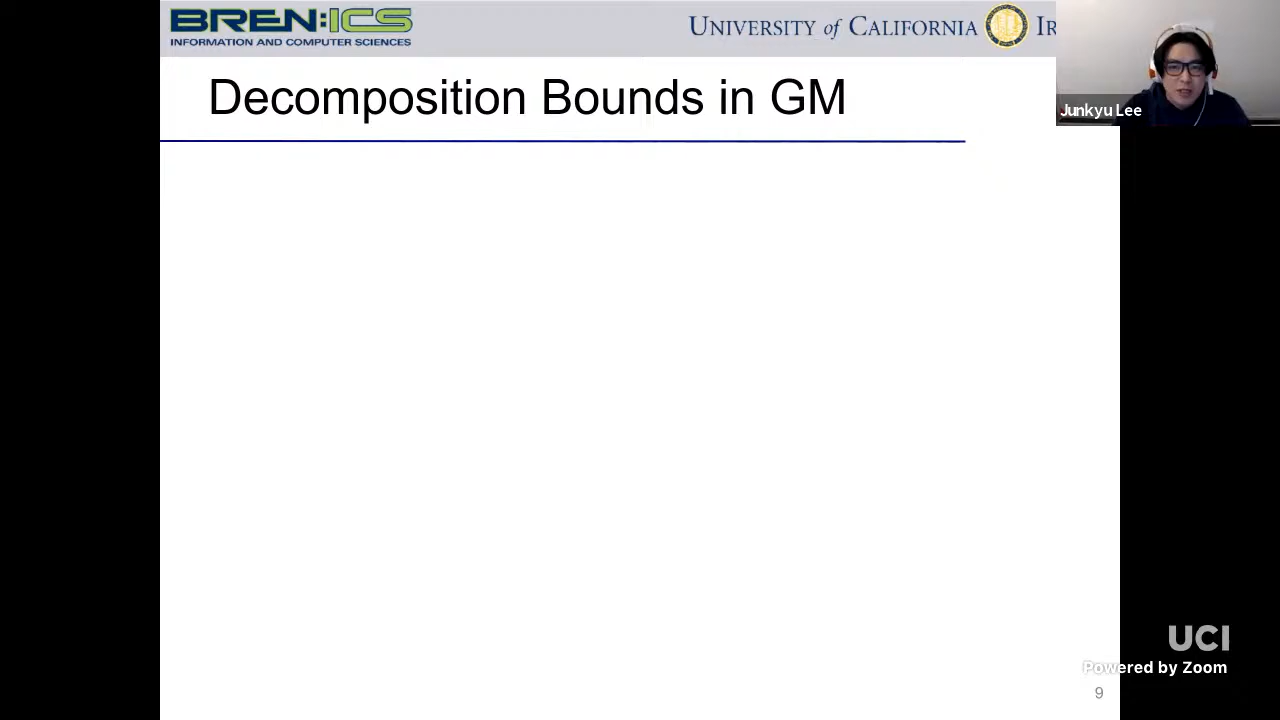 BREN:ICS
INFORMATION AND COMPUTER SCIENCES
UNIVERSITY of CALIFORNIA IR
Junkyu Lee
Decomposition Bounds in GM
UCI
Powered by Zoom
9